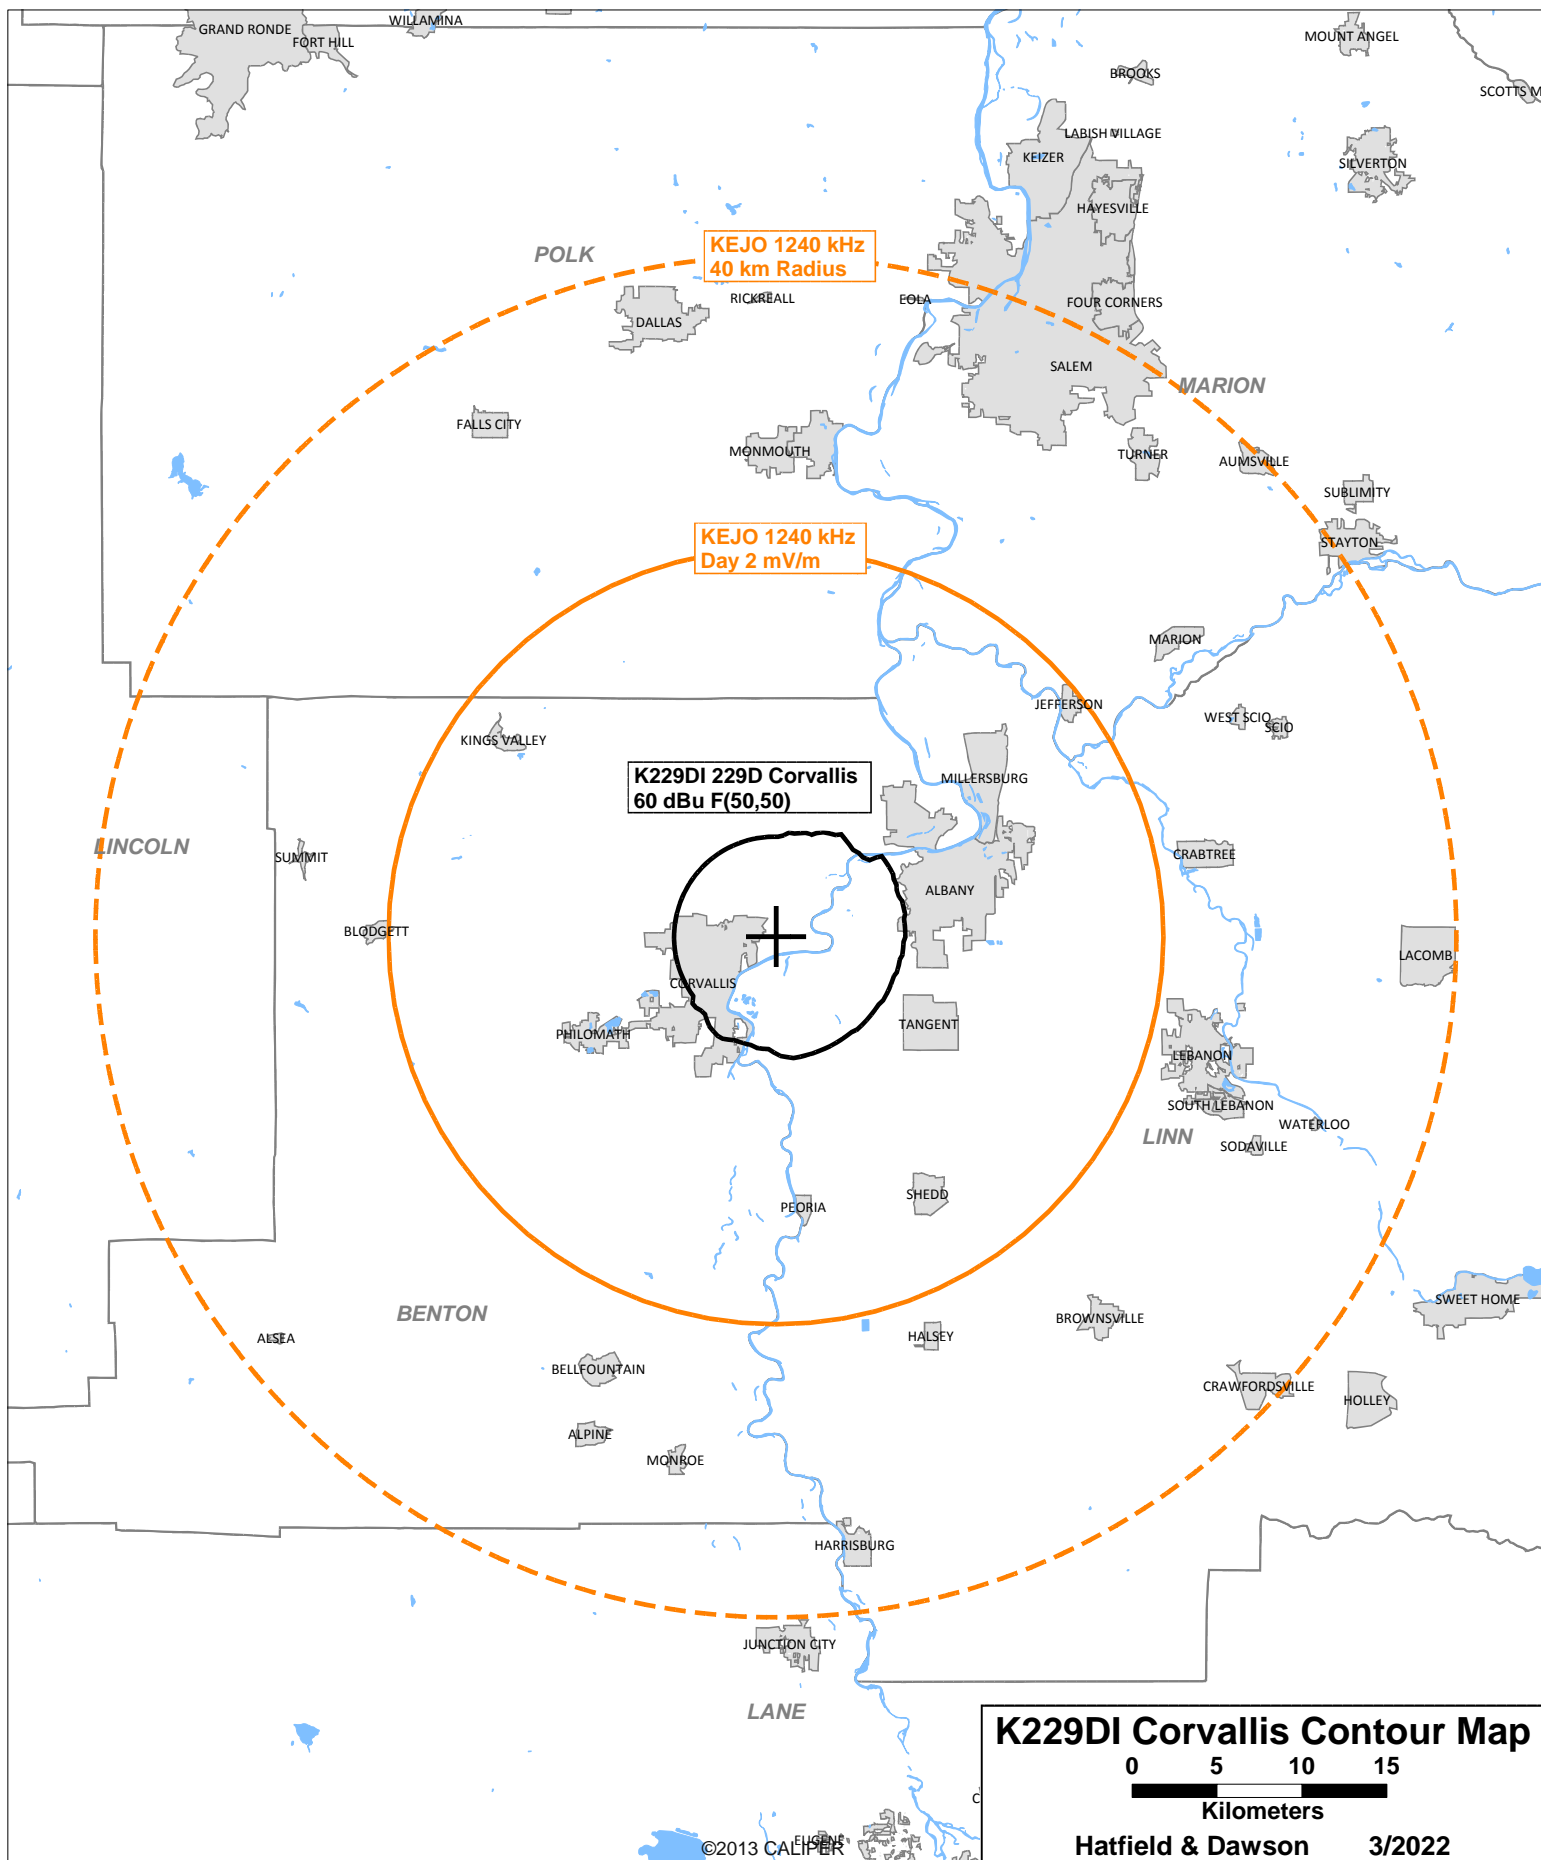 WILLAMINA
GRAND RONDE
FORT HILL
MOUNT ANGEL
BROOKS
SCOTTS M
LABISH VILLAGE
KEIZER
SILVERTON
HAYESVILLE
POLK
KEJO 1240 kHz
40 km Radius
RICKREALL
EOLA
FOUR CORNERS
DALLAS
SALEM
MARION
FALLS CITY
MONMOUTH
TURNER
AUMSVILLE
SUBLIMITY
STAYTON
KEJO 1240 kHz
Day 2 mV/m
MARION
JEFFERSON
WEST SCIO
SCIO
KINGS VALLEY
K229DI 229D Corvallis
60 dBu F(50,50)
MILLERSBURG
LINCOLN
SUMMIT
CRABTREE
ALBANY
BLODGETT
LACOMB
CORVALLIS
TANGENT
PHILOMATH
LEBANON
SOUTH LEBANON
WATERLOO
LINN
SODAVILLE
SHEDD
PEORIA
SWEET HOME
BENTON
BROWNSVILLE
ALSEA
HALSEY
BELLFOUNTAIN
CRAWFORDSVILLE
HOLLEY
ALPINE
MONROE
HARRISBURG
JUNCTION CITY
LANE
K229DI Corvallis Contour Map
0 5 10 15
Kilometers
C
EUGENE
©2013 CALIPER
Hatfield & Dawson 3/2022